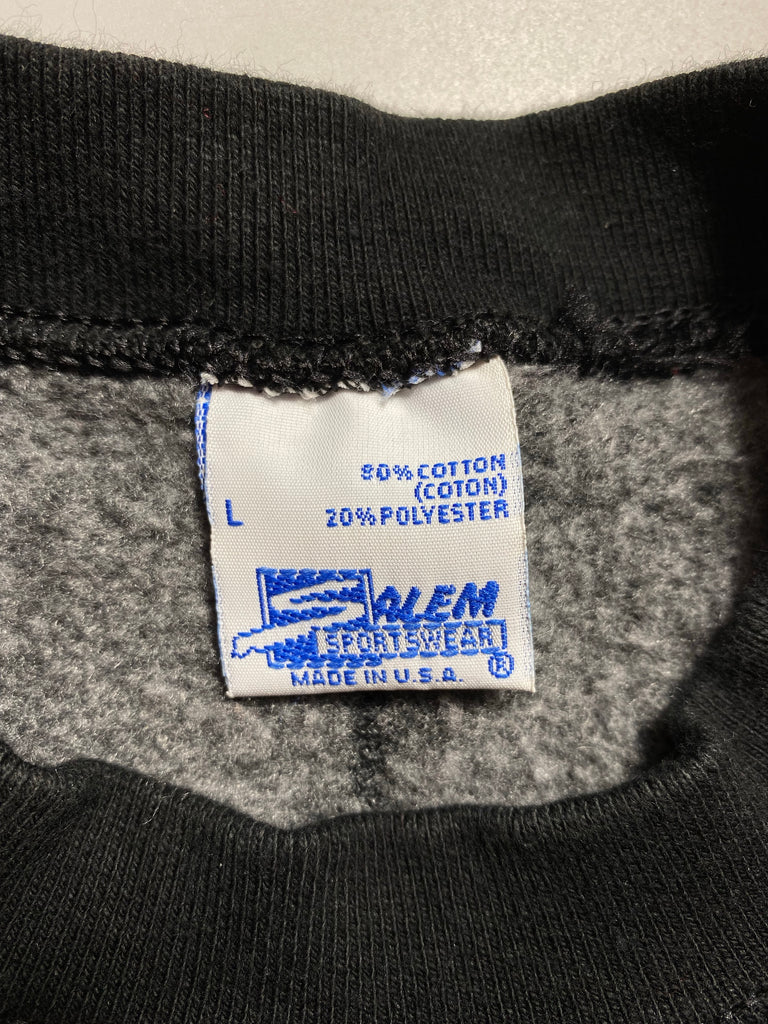 80% COTTON
(COTON)
L 20% POLYESTER
SALEM
SPORTSWEAR
®
MADE IN U.S.A.